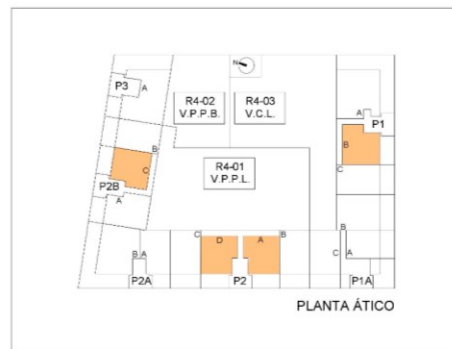 N
P3
A
R4-02
V.P.P.B.
R4-03
V.C.L.
A
P1
B
B
C
C
R4-01
V.P.P.L.
P2B
A
B
C
D
A
B
C
B
A
B
A
P2A
P2
P1A
PLANTA ÁTICO